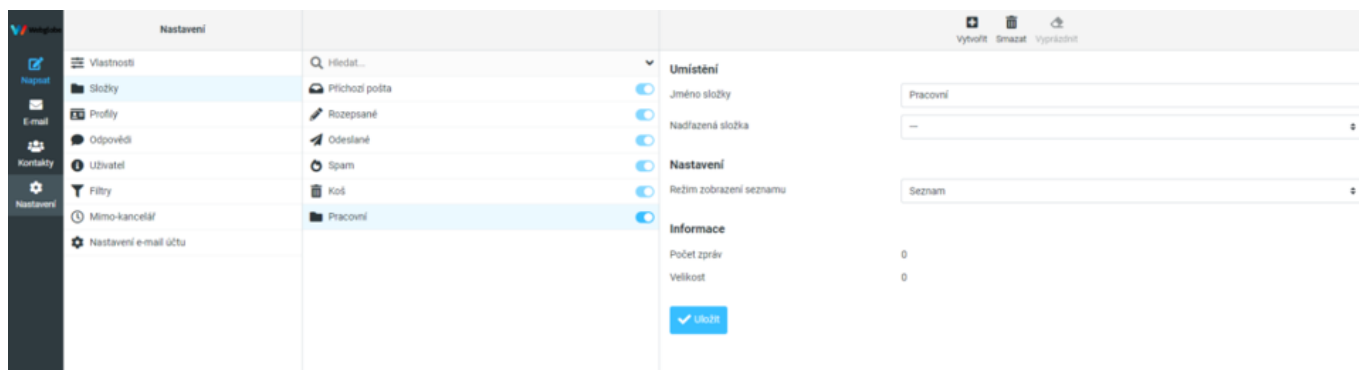 Webglobe
Napsat
E-mail
Kontakty
Nastavení
Nastavení
Vlastnosti
Složky
Profily
Odpovědi
Uživatel
Filtry
Mimo-kancelář
Nastavení e-mail účtu
Hledat...
Příchozí pošta
Rozepsané
Odeslané
Spam
Koš
Pracovní
Vytvořit Smazat Vyprázdnit
Umístění
Jméno složky Pracovní
Nadřazená složka ---
Nastavení
Režim zobrazení seznamu Seznam
Informace
Počet zpráv 0
Velikost 0
Uložit